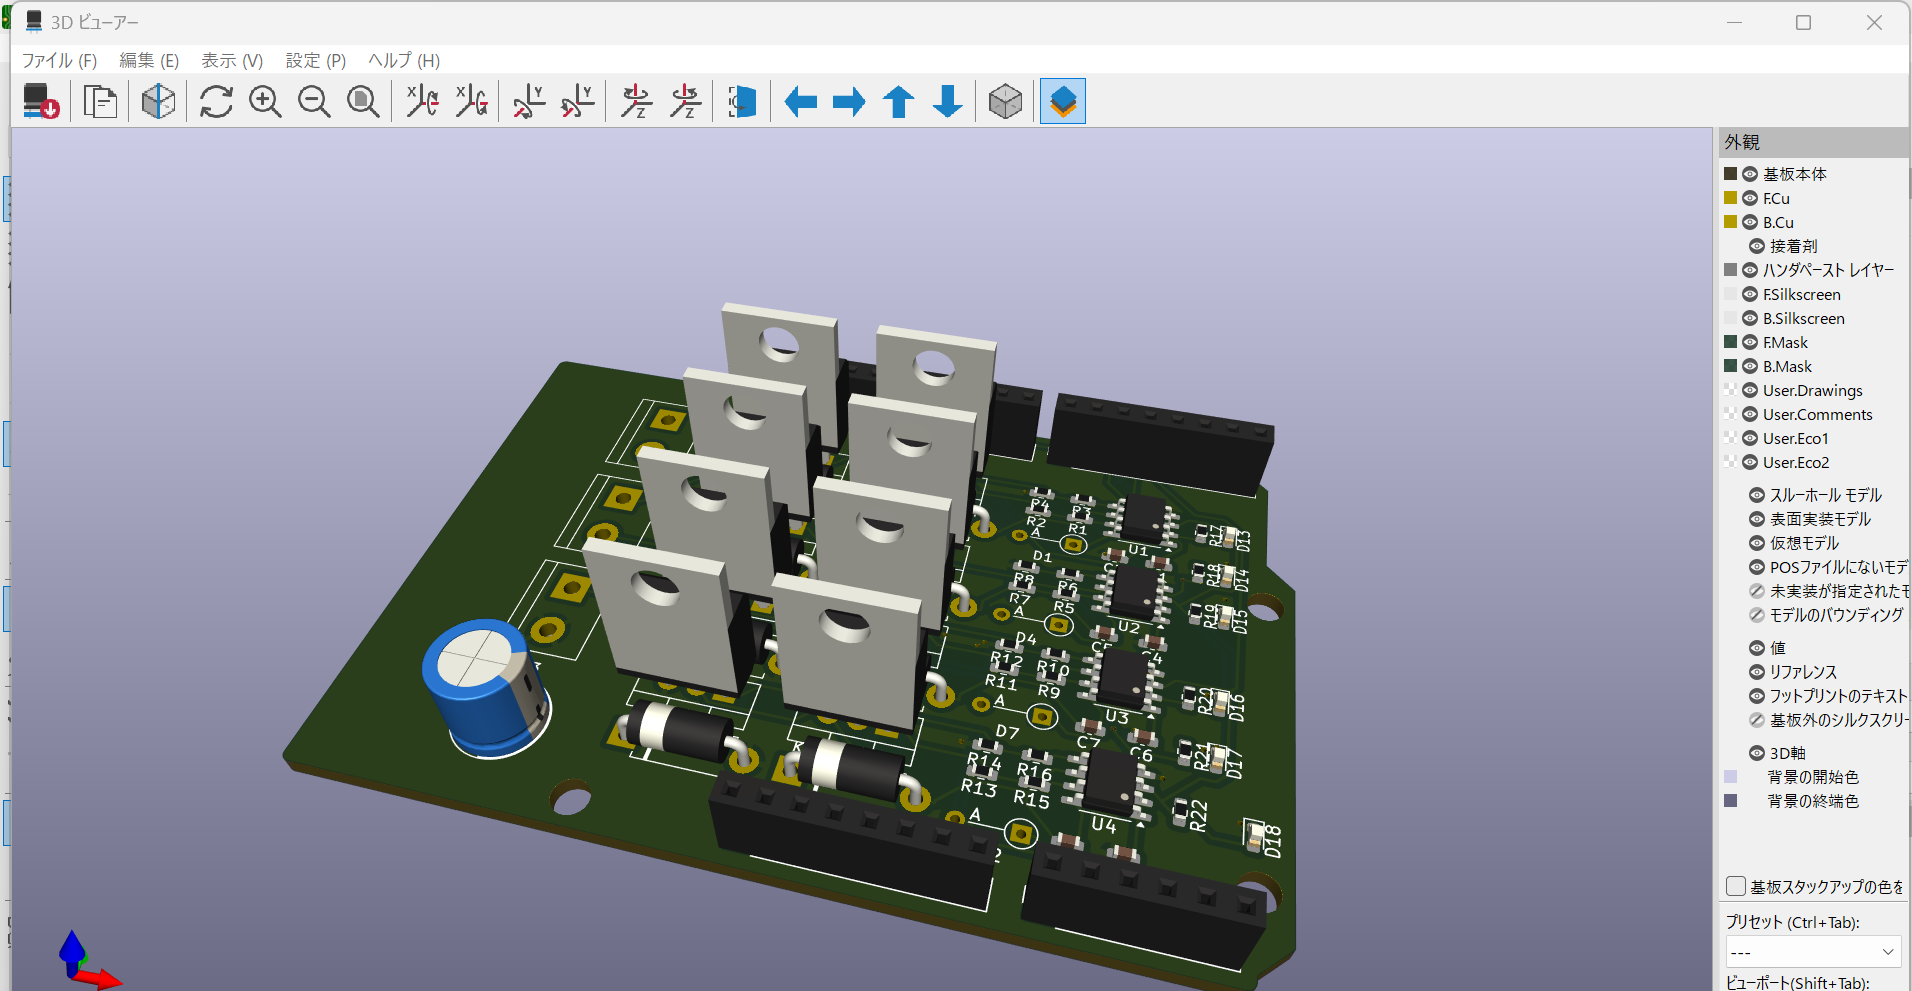 3D ビューアー
ファイル (F) 編集 (E) 表示 (V) 設定 (P) ヘルプ (H)
X X Y Y Z Z
外観
基板本体
F.Cu
B.Cu
接着剤
ハンダペースト レイヤー
F.Silkscreen
B.Silkscreen
F.Mask
B.Mask
User.Drawings
User.Comments
User.Eco1
User.Eco2
スルーホール モデル
表面実装モデル
仮想モデル
POSファイルにないモデ
未実装が指定されたモ
モデルのバウンディング
値
リファレンス
フットプリントのテキスト
基板外のシルクスクリー
3D軸
背景の開始色
背景の終端色
基板スタックアップの色を
プリセット (Ctrl+Tab):
---
ビューポート(Shift+Tab):
R4 R3
R2 R1
A
U1
R17 D13
D1
R8 R6
R7 R5
A
U2
R18 D14
R19 D15
D4
R12 R10
R11 R9
A
U3
C4
R20 D16
D7
C7 C6
R14 R16
R13 R15
A
U4
R21 D17
R22
D18
K